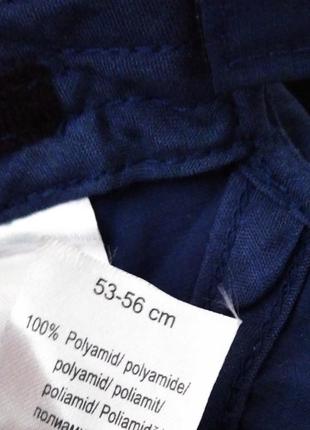 53-56 cm
100% Polyamid/ polyamide/
polyamid/ poliamit/
poliamid/ Poliamid